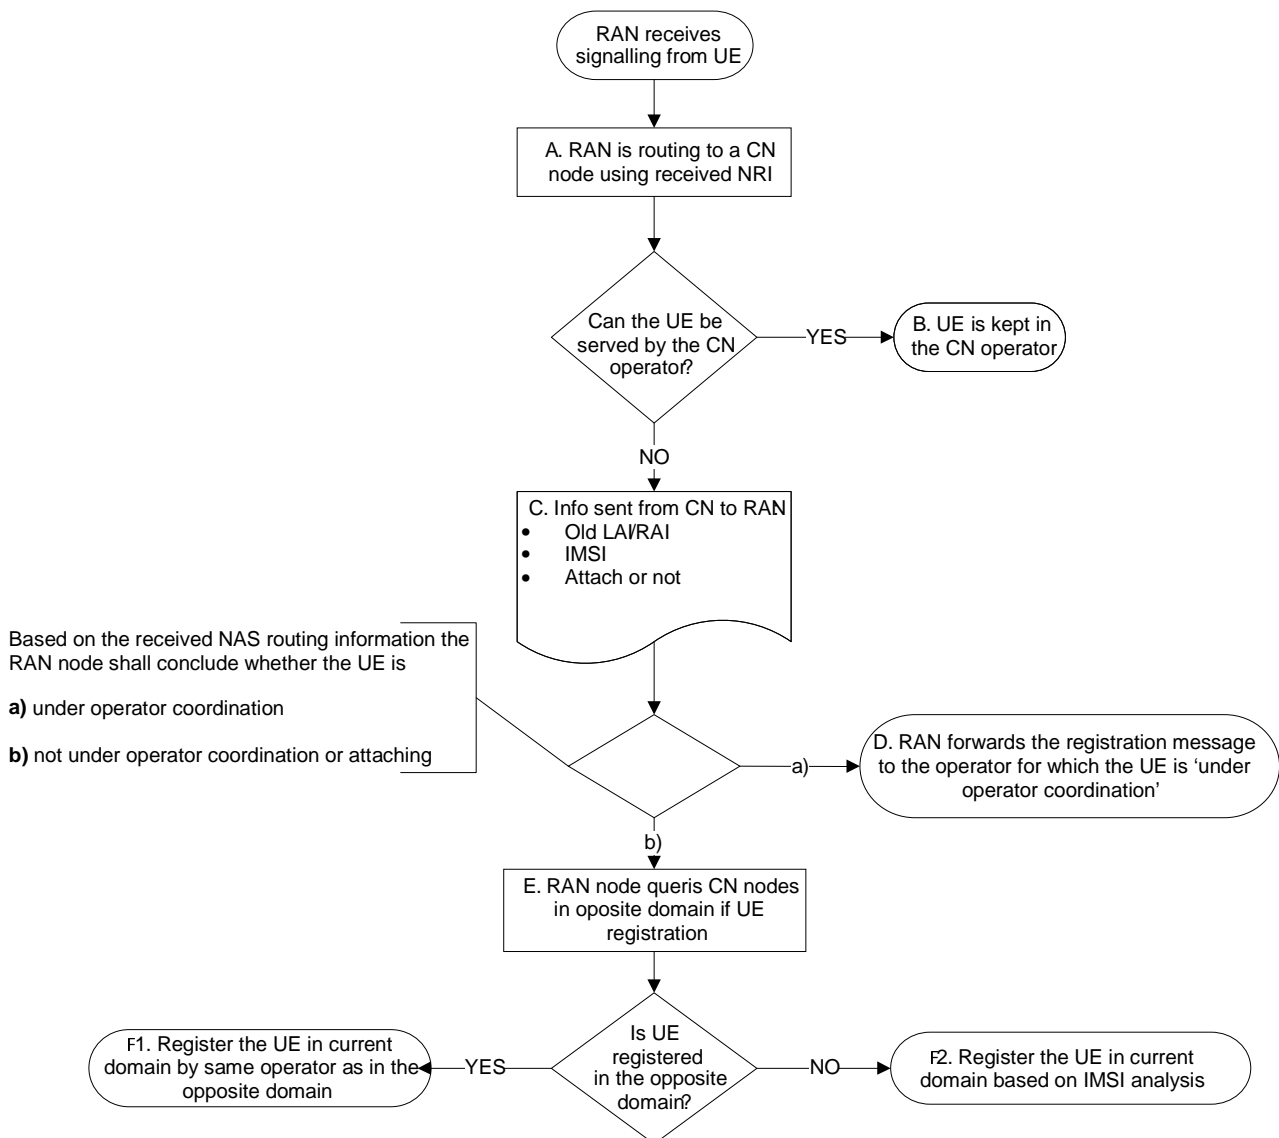 RAN receives
signalling from UE
A. RAN is routing to a CN
node using received NRI
Can the UE be
served by the CN
operator?
YES
B. UE is kept in
the CN operator
NO
C. Info sent from CN to RAN:
• Old LAI/RAI
• IMSI
• Attach or not
Based on the received NAS routing information the
RAN node shall conclude whether the UE is
a) under operator coordination
b) not under operator coordination or attaching
a)
D. RAN forwards the registration message
to the operator for which the UE is ‘under
operator coordination’
b)
E. RAN node queris CN nodes
in oposite domain if UE
registration
Is UE
registered
in the opposite
domain?
YES
F1. Register the UE in current
domain by same operator as in the
opposite domain
NO
F2. Register the UE in current
domain based on IMSI analysis